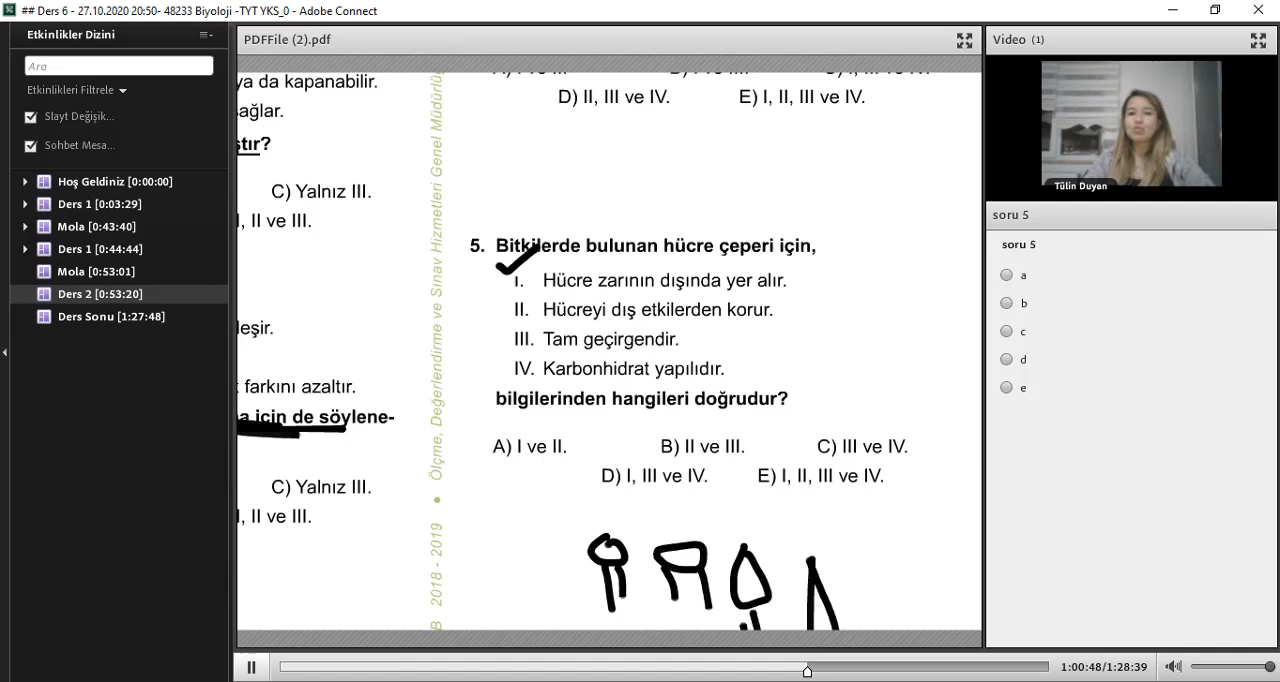 ## Ders 6 - 27.10.2020 20:50- 48233 Biyoloji -TYT YKS_0 - Adobe Connect
Etkinlikler Dizini
Ara
Etkinlikleri Filtrele
Slayt Değişik...
Sohbet Mesa...
Hoş Geldiniz [0:00:00]
Ders 1 [0:03:29]
Mola [0:43:40]
Ders 1 [0:44:44]
Mola [0:53:01]
Ders 2 [0:53:20]
Ders Sonu [1:27:48]
PDFFile (2).pdf
ya da kapanabilir.
sağlar.
ştır?
C) Yalnız III.
I, II ve III.
leşir.
t farkını azaltır.
a için de söylene-
C) Yalnız III.
I, II ve III.
B 2018 - 2019 • Ölçme, Değerlendirme ve Sınav Hizmetleri Genel Müdürlüğ
D) II, III ve IV. E) I, II, III ve IV.
5. Bitkilerde bulunan hücre çeperi için,
I. Hücre zarının dışında yer alır.
II. Hücreyi dış etkilerden korur.
III. Tam geçirgendir.
IV. Karbonhidrat yapılıdır.
bilgilerinden hangileri doğrudur?
A) I ve II. B) II ve III. C) III ve IV.
D) I, III ve IV. E) I, II, III ve IV.
Video (1)
Tülin Duyan
soru 5
soru 5
a
b
c
d
e
1:00:48/1:28:39